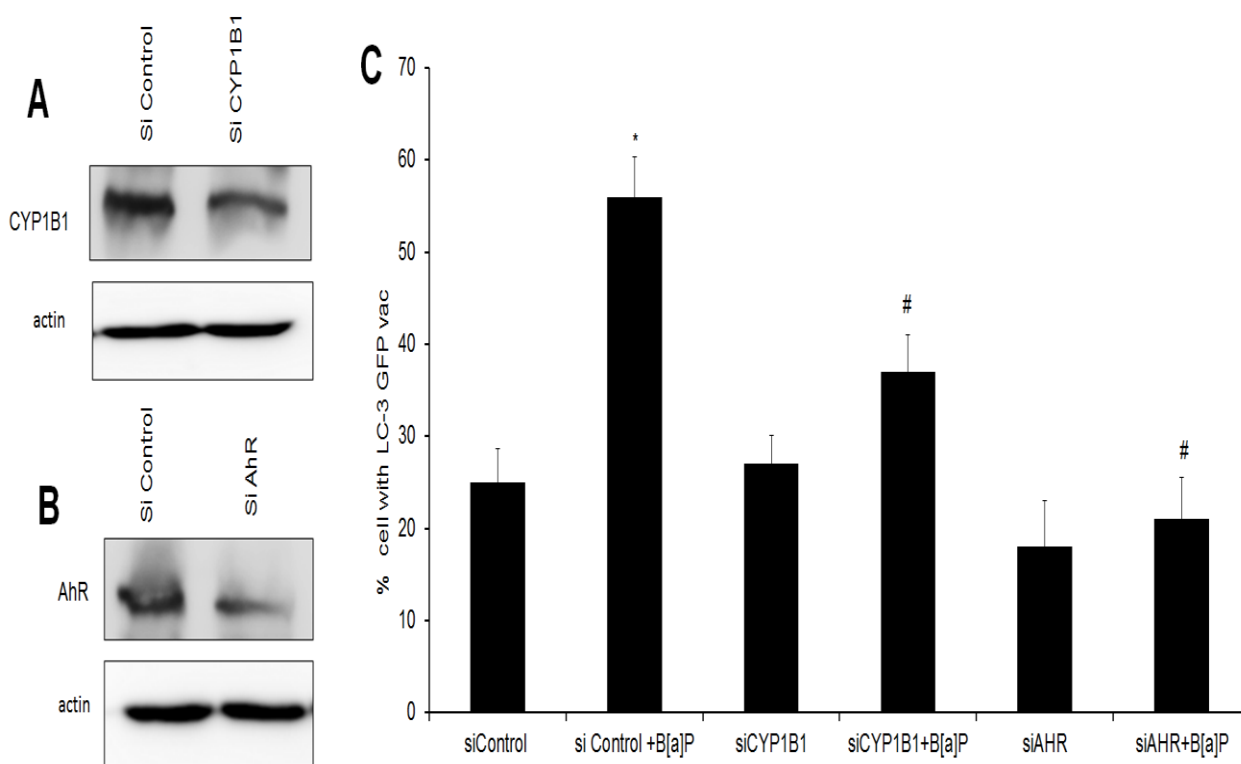 A
Si Control
Si CYP1B1
CYP1B1
actin
B
Si Control
Si AhR
AhR
actin
C
% cell with LC-3 GFP vac
70
60
50
40
30
20
10
0
*
#
#
siControl
si Control +B[a]P
siCYP1B1
siCYP1B1+B[a]P
siAHR
siAHR+B[a]P